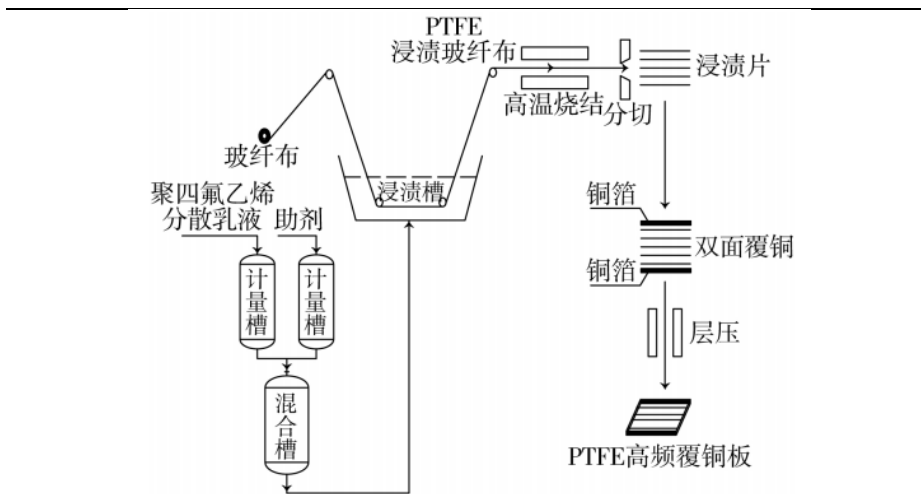 PTFE
浸渍玻纤布
高温烧结
分切
浸渍片
玻纤布
浸渍槽
聚四氟乙烯
分散乳液
助剂
计量槽
计量槽
混合槽
铜箔
双面覆铜
铜箔
层压
PTFE高频覆铜板